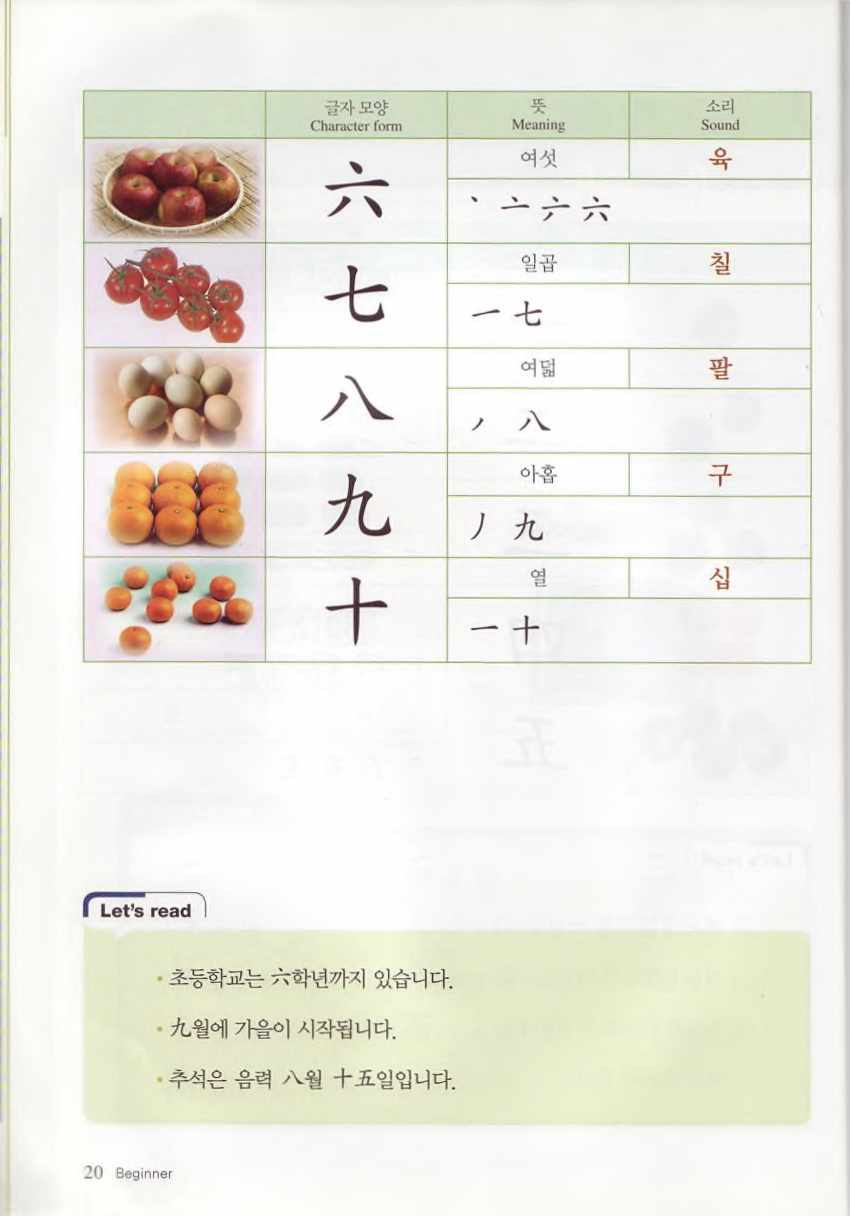 글자 모양 뜻 소리
Character form Meaning Sound
六 여섯 육
丶 亠 六 六
七 일곱 칠
一 七
八 여덟 팔
丿 八
九 아홉 구
丿 九
十 열 십
一 十
Let's read
• 초등학교는 六학년까지 있습니다.
• 九월에 가을이 시작됩니다.
• 추석은 음력 八월 十五일입니다.
20 Beginner